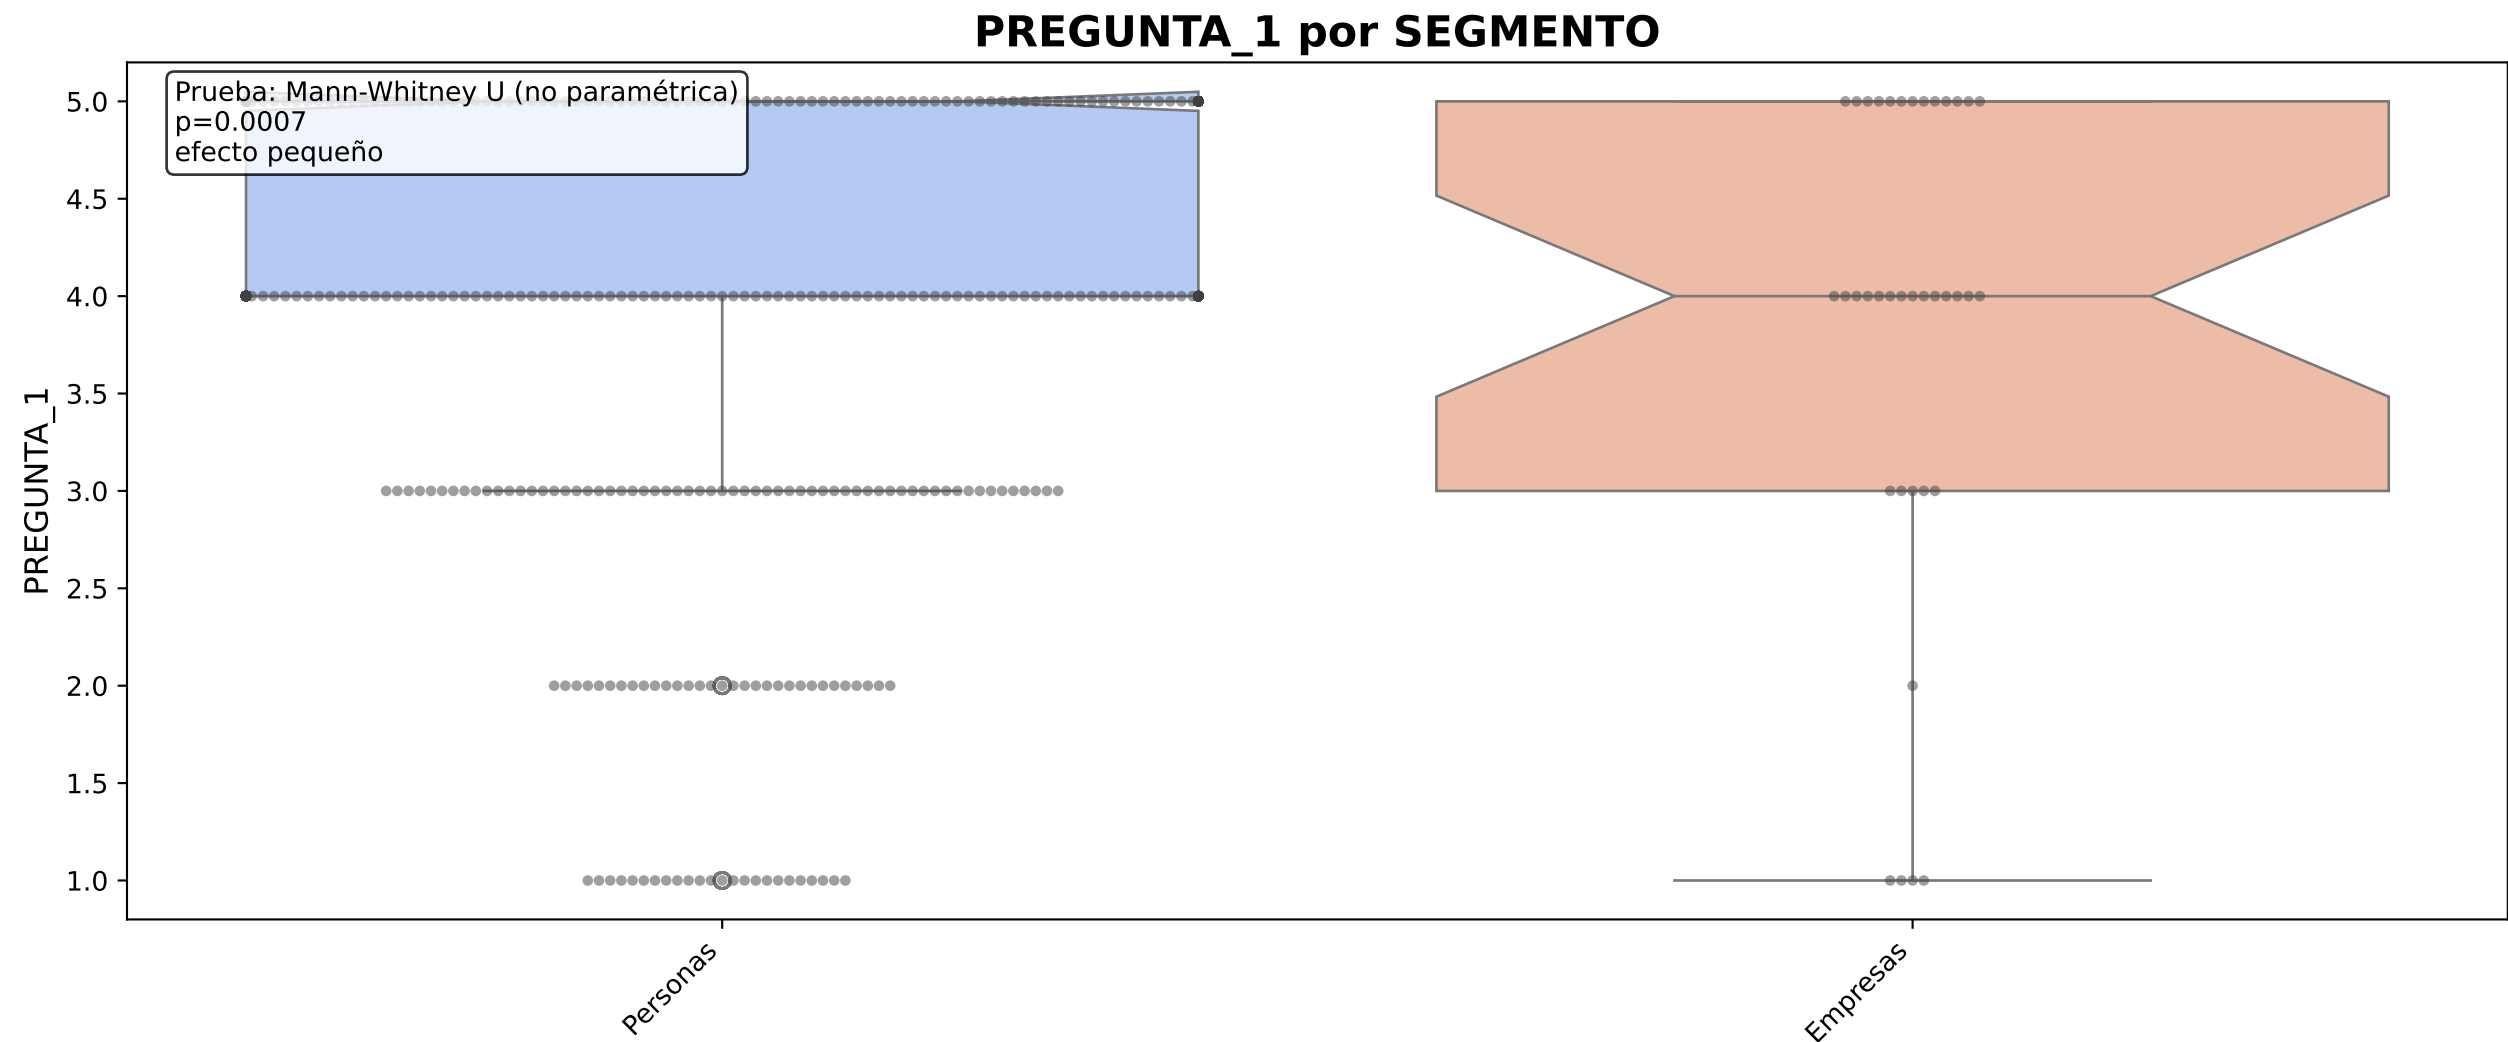 PREGUNTA_1 por SEGMENTO
Prueba: Mann-Whitney U (no paramétrica)
p=0.0007
efecto pequeño
PREGUNTA_1
5.0
4.5
4.0
3.5
3.0
2.5
2.0
1.5
1.0
Personas
Empresas